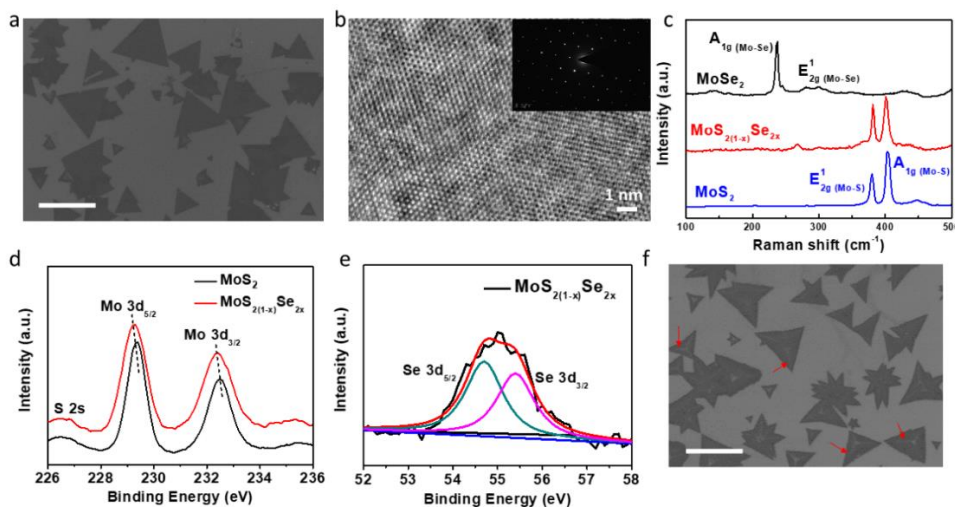 a
b
1 nm
c
Intensity (a.u.)
A1g (Mo-Se)
E12g (Mo-Se)
MoSe2
MoS2(1-x)Se2x
A1g (Mo-S)
E12g (Mo-S)
MoS2
100 200 300 400 500
Raman shift (cm-1)
d
Intensity (a.u.)
MoS2
MoS2(1-x)Se2x
Mo 3d5/2
Mo 3d3/2
S 2s
226 228 230 232 234 236
Binding Energy (eV)
e
Intensity (a.u.)
MoS2(1-x)Se2x
Se 3d5/2
Se 3d3/2
52 53 54 55 56 57 58
Binding Energy (eV)
f